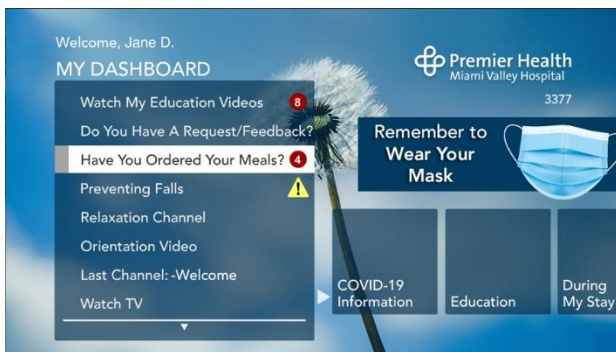 Welcome, Jane D.
MY DASHBOARD
Watch My Education Videos 8
Do You Have A Request/Feedback?
Have You Ordered Your Meals? 4
Preventing Falls
Relaxation Channel
Orientation Video
Last Channel: -Welcome
Watch TV
Premier Health
Miami Valley Hospital
3377
Remember to
Wear Your
Mask
COVID-19
Information
Education
During
My Stay